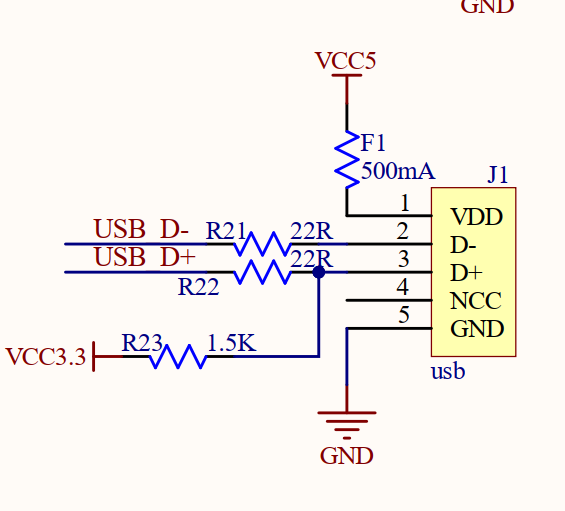 GND
VCC5
F1
500mA
J1
1
VDD
USB D- R21 22R 2 D-
USB D+ R22 22R 3 D+
4 NCC
5 GND
VCC3.3 R23 1.5K
usb
GND